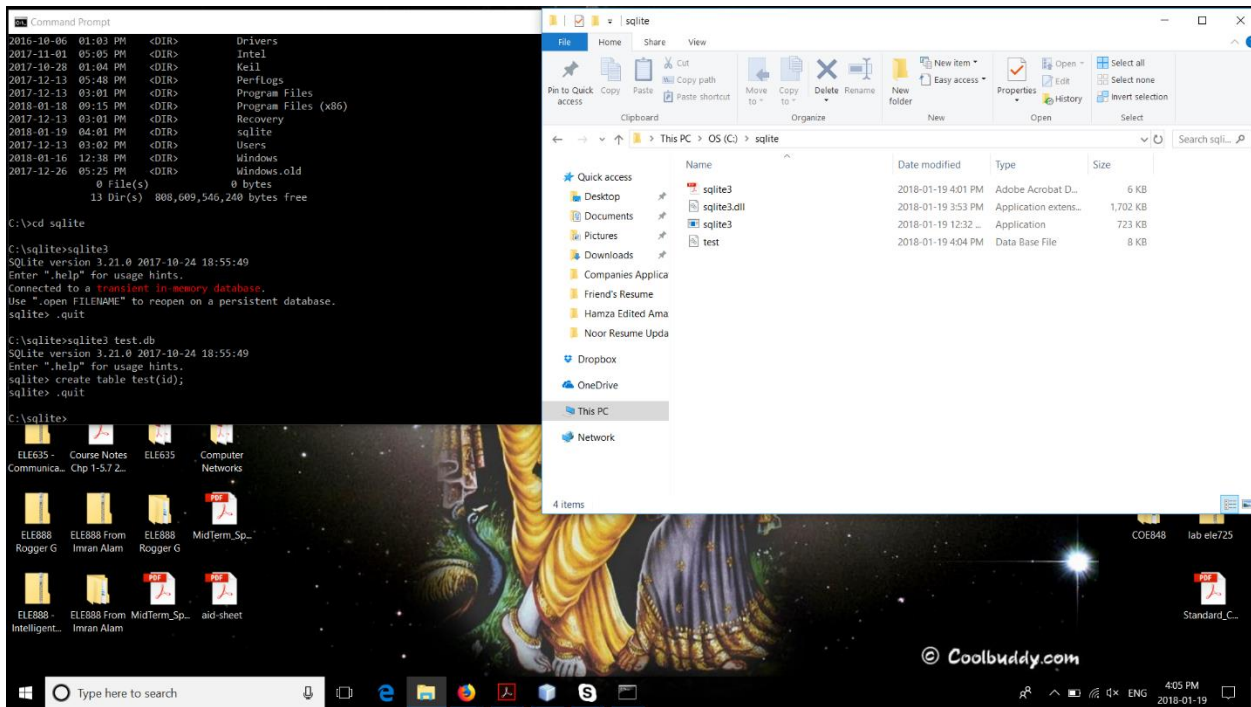 Command Prompt
2016-10-06 01:03 PM <DIR> Drivers
2017-11-01 05:05 PM <DIR> Intel
2017-10-28 01:04 PM <DIR> Keil
2017-12-13 05:48 PM <DIR> PerfLogs
2017-12-13 03:01 PM <DIR> Program Files
2018-01-18 09:15 PM <DIR> Program Files (x86)
2017-12-13 03:01 PM <DIR> Recovery
2018-01-19 04:01 PM <DIR> sqlite
2017-12-13 03:02 PM <DIR> Users
2018-01-16 12:38 PM <DIR> Windows
2017-12-26 05:25 PM <DIR> Windows.old
0 File(s) 0 bytes
13 Dir(s) 808,609,546,240 bytes free
C:\>cd sqlite
C:\sqlite>sqlite3
SQLite version 3.21.0 2017-10-24 18:55:49
Enter ".help" for usage hints.
Connected to a transient in-memory database.
Use ".open FILENAME" to reopen on a persistent database.
sqlite> .quit
C:\sqlite>sqlite3 test.db
SQLite version 3.21.0 2017-10-24 18:55:49
Enter ".help" for usage hints.
sqlite> create table test(id);
sqlite> .quit
C:\sqlite>
sqlite
File Home Share View
Pin to Quick access
Copy
Paste
Cut
Copy path
Paste shortcut
Move to
Copy to
Delete
Rename
New folder
New item
Easy access
Properties
Open
Edit
History
Select all
Select none
Invert selection
Clipboard Organize New Open Select
This PC > OS (C:) > sqlite
Search sqli...
Quick access
Desktop
Documents
Pictures
Downloads
Companies Applica
Friend's Resume
Hamza Edited Ama
Noor Resume Upda
Dropbox
OneDrive
This PC
Network
Name Date modified Type Size
sqlite3 2018-01-19 4:01 PM Adobe Acrobat D... 6 KB
sqlite3.dll 2018-01-19 3:53 PM Application extens... 1,702 KB
sqlite3 2018-01-19 12:32 ... Application 723 KB
test 2018-01-19 4:04 PM Data Base File 8 KB
4 items
ELE635 - Communica...
Course Notes Chp 1-5.7 2...
ELE635
Computer Networks
ELE888 Rogger G
ELE888 From Imran Alam
ELE888 Rogger G
MidTerm_Sp...
ELE888 - Intelligent...
ELE888 From Imran Alam
MidTerm_Sp...
aid-sheet
COE848
lab ele725
PDF
Standard_C...
© Coolbuddy.com
Type here to search
ENG
4:05 PM
2018-01-19